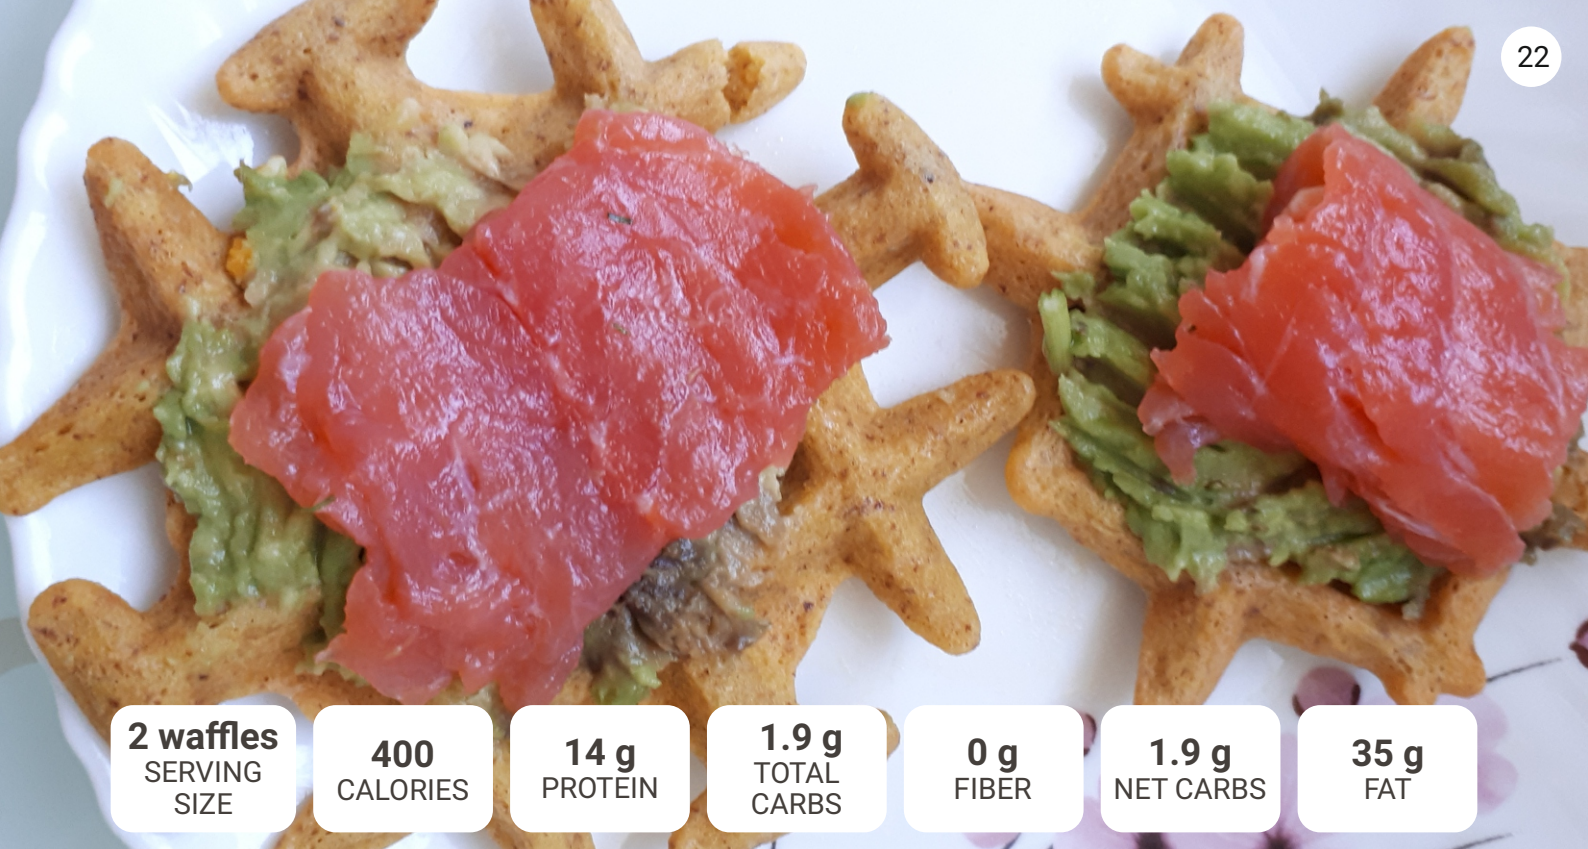 22
2 waffles
SERVING
SIZE
400
CALORIES
14 g
PROTEIN
1.9 g
TOTAL
CARBS
0 g
FIBER
1.9 g
NET CARBS
35 g
FAT